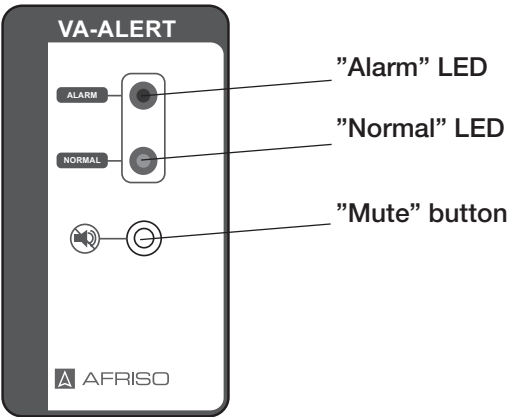 VA-ALERT
ALARM
NORMAL
AFRISO
”Alarm” LED
”Normal” LED
”Mute” button